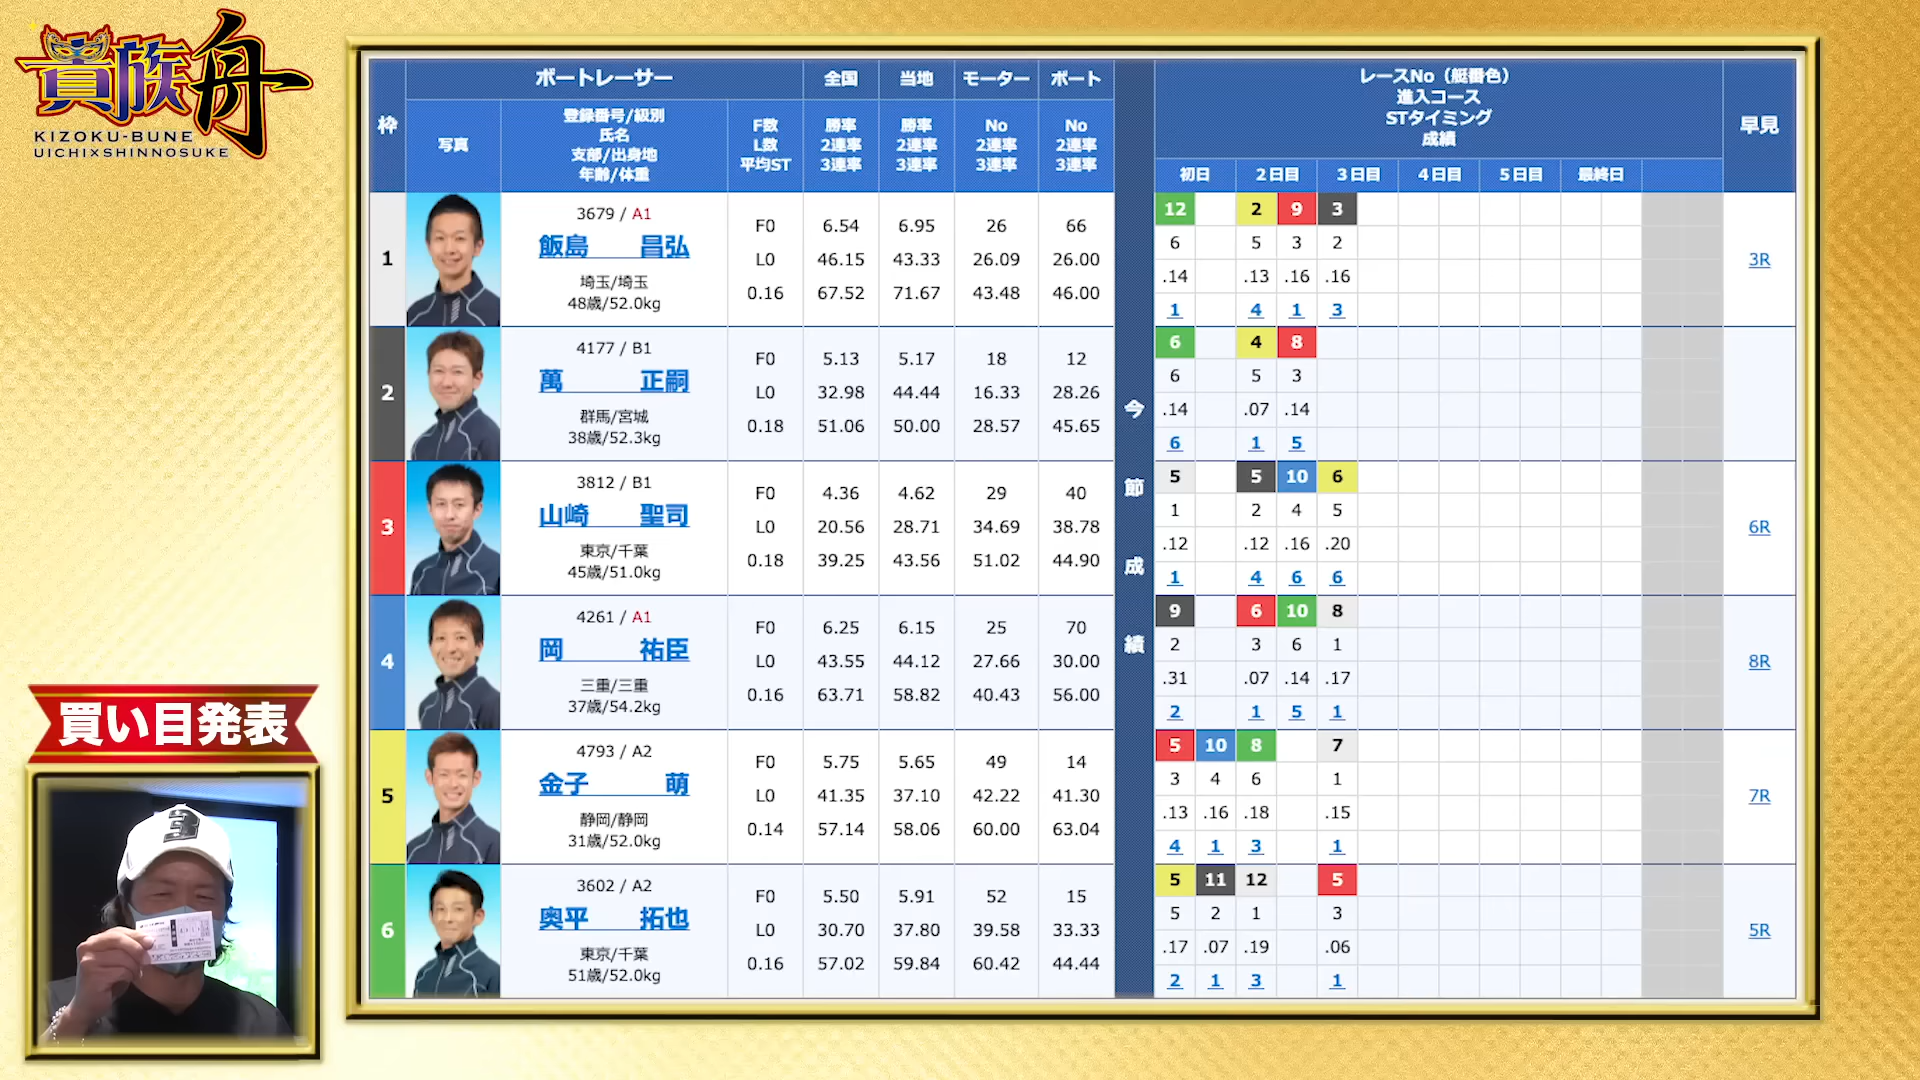 貴族舟
KIZOKU-BUNE
UICHI×SHINNOSUKE
枠 ボートレーサー 全国 当地 モーター ボート
写真 登録番号/級別 氏名 支部/出身地 年齢/体重
F数 L数 平均ST
勝率 2連率 3連率
勝率 2連率 3連率
No 2連率 3連率
No 2連率 3連率
レースNo(艇番色)
進入コース
STタイミング
成績
早見
初日 2日目 3日目 4日目 5日目 最終日
今節成績
1
3679 / A1
飯島 昌弘
埼玉/埼玉
48歳/52.0kg
F0 6.54 6.95 26 66
L0 46.15 43.33 26.09 26.00
0.16 67.52 71.67 43.48 46.00
12 2 9 3
6 5 3 2
.14 .13 .16 .16
1 4 1 3
3R
2
4177 / B1
萬 正嗣
群馬/宮城
38歳/52.3kg
F0 5.13 5.17 18 12
L0 32.98 44.44 16.33 28.26
0.18 51.06 50.00 28.57 45.65
6 4 8
6 5 3
.14 .07 .14
6 1 5
3
3812 / B1
山崎 聖司
東京/千葉
45歳/51.0kg
F0 4.36 4.62 29 40
L0 20.56 28.71 34.69 38.78
0.18 39.25 43.56 51.02 44.90
5 5 10 6
1 2 4 5
.12 .12 .16 .20
1 4 6 6
6R
4
4261 / A1
岡 祐臣
三重/三重
37歳/54.2kg
F0 6.25 6.15 25 70
L0 43.55 44.12 27.66 30.00
0.16 63.71 58.82 40.43 56.00
9 6 10 8
2 3 6 1
.31 .07 .14 .17
2 1 5 1
8R
5
4793 / A2
金子 萌
静岡/静岡
31歳/52.0kg
F0 5.75 5.65 49 14
L0 41.35 37.10 42.22 41.30
0.14 57.14 58.06 60.00 63.04
5 10 8 7
3 4 6 1
.13 .16 .18 .15
4 1 3 1
7R
6
3602 / A2
奥平 拓也
東京/千葉
51歳/52.0kg
F0 5.50 5.91 52 15
L0 30.70 37.80 39.58 33.33
0.16 57.02 59.84 60.42 44.44
5 11 12 5
5 2 1 3
.17 .07 .19 .06
2 1 3 1
5R
買い目発表